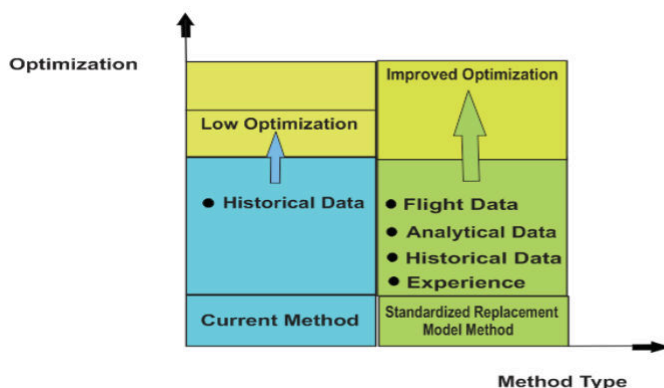 Optimization
Improved Optimization
Low Optimization
● Historical Data
● Flight Data
● Analytical Data
● Historical Data
● Experience
Current Method
Standardized Replacement
Model Method
Method Type